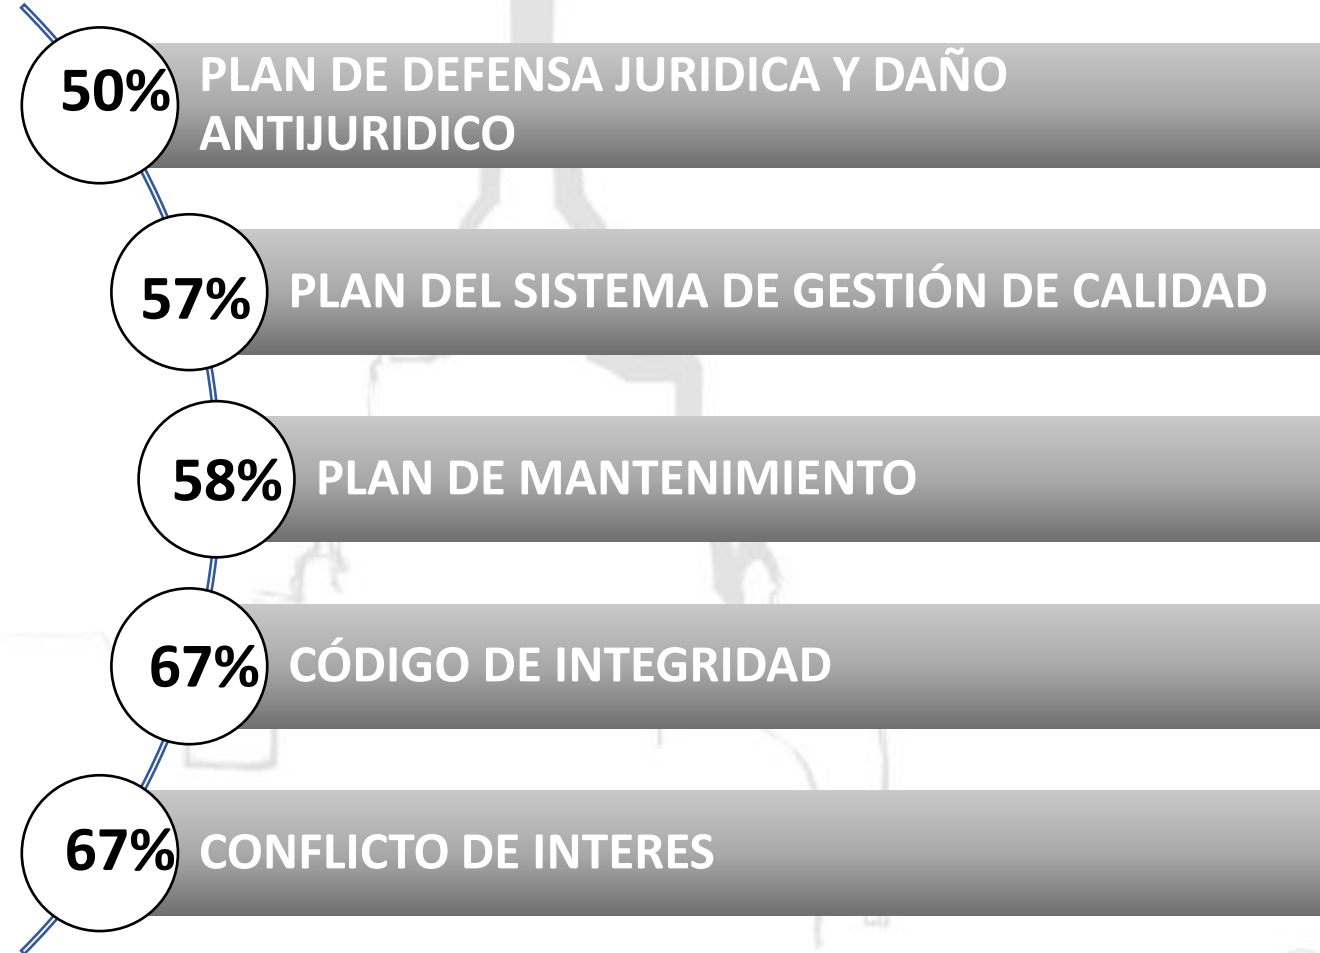 50%
PLAN DE DEFENSA JURIDICA Y DAÑO
ANTIJURIDICO
57%
PLAN DEL SISTEMA DE GESTIÓN DE CALIDAD
58%
PLAN DE MANTENIMIENTO
67%
CÓDIGO DE INTEGRIDAD
67%
CONFLICTO DE INTERES